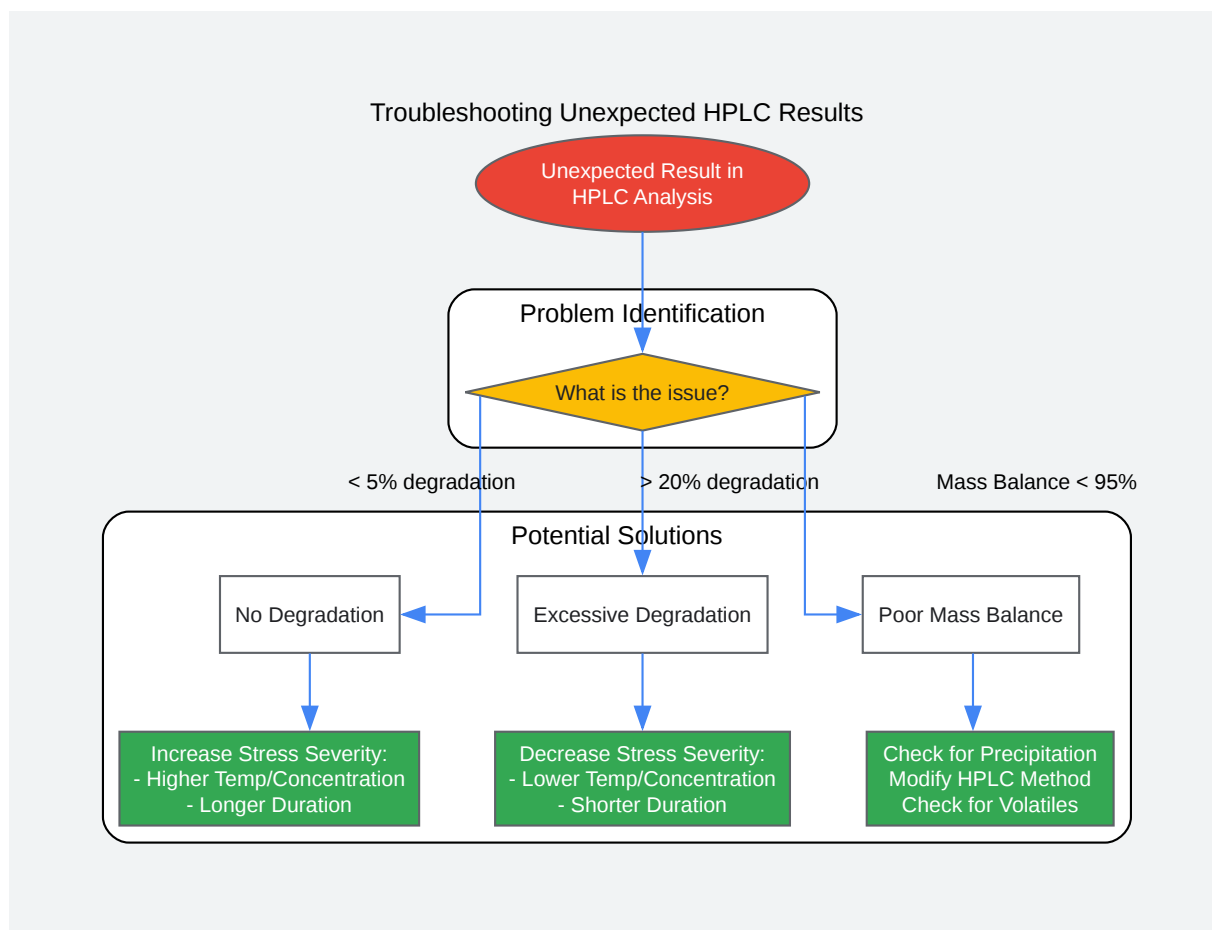 Troubleshooting Unexpected HPLC Results
Unexpected Result in
HPLC Analysis
Problem Identification
What is the issue?
< 5% degradation
> 20% degradation
Mass Balance < 95%
Potential Solutions
No Degradation
Excessive Degradation
Poor Mass Balance
Increase Stress Severity:
- Higher Temp/Concentration
- Longer Duration
Decrease Stress Severity:
- Lower Temp/Concentration
- Shorter Duration
Check for Precipitation
Modify HPLC Method
Check for Volatiles